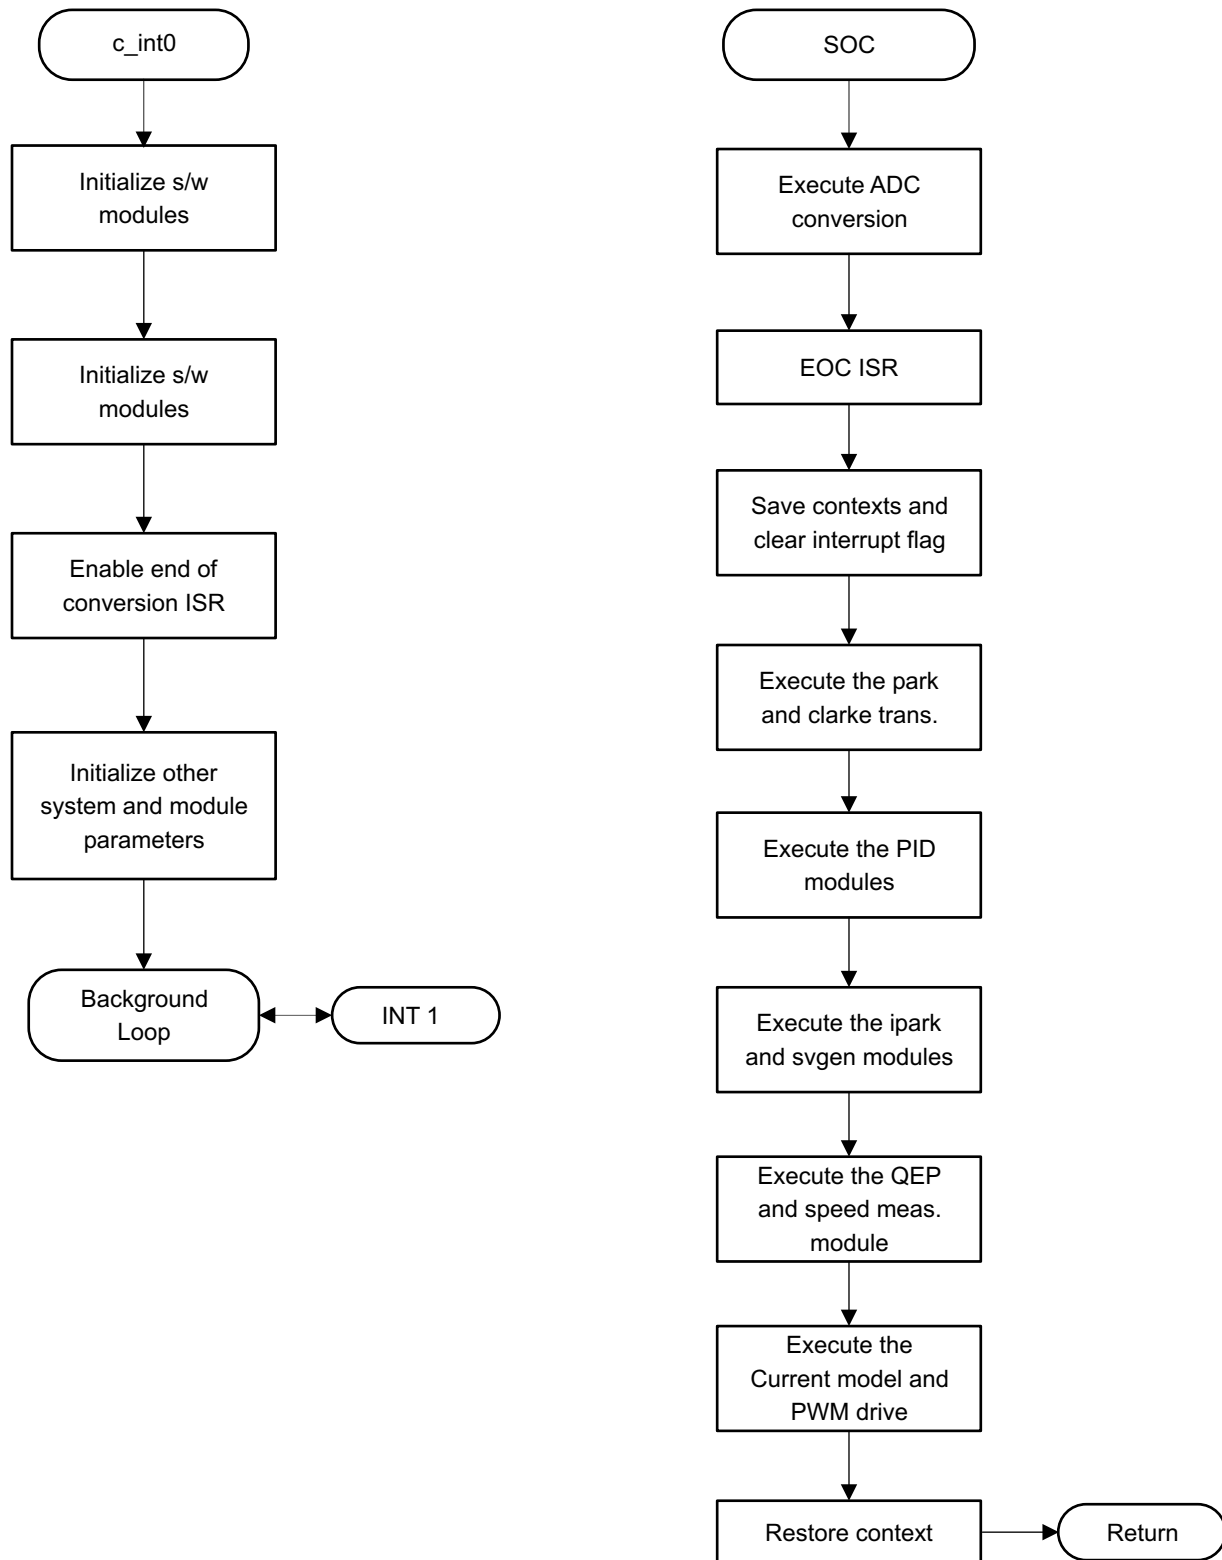 c_int0
Initialize s/w
modules
Initialize s/w
modules
Enable end of
conversion ISR
Initialize other
system and module
parameters
Background
Loop
INT 1
SOC
Execute ADC
conversion
EOC ISR
Save contexts and
clear interrupt flag
Execute the park
and clarke trans.
Execute the PID
modules
Execute the ipark
and svgen modules
Execute the QEP
and speed meas.
module
Execute the
Current model and
PWM drive
Restore context
Return